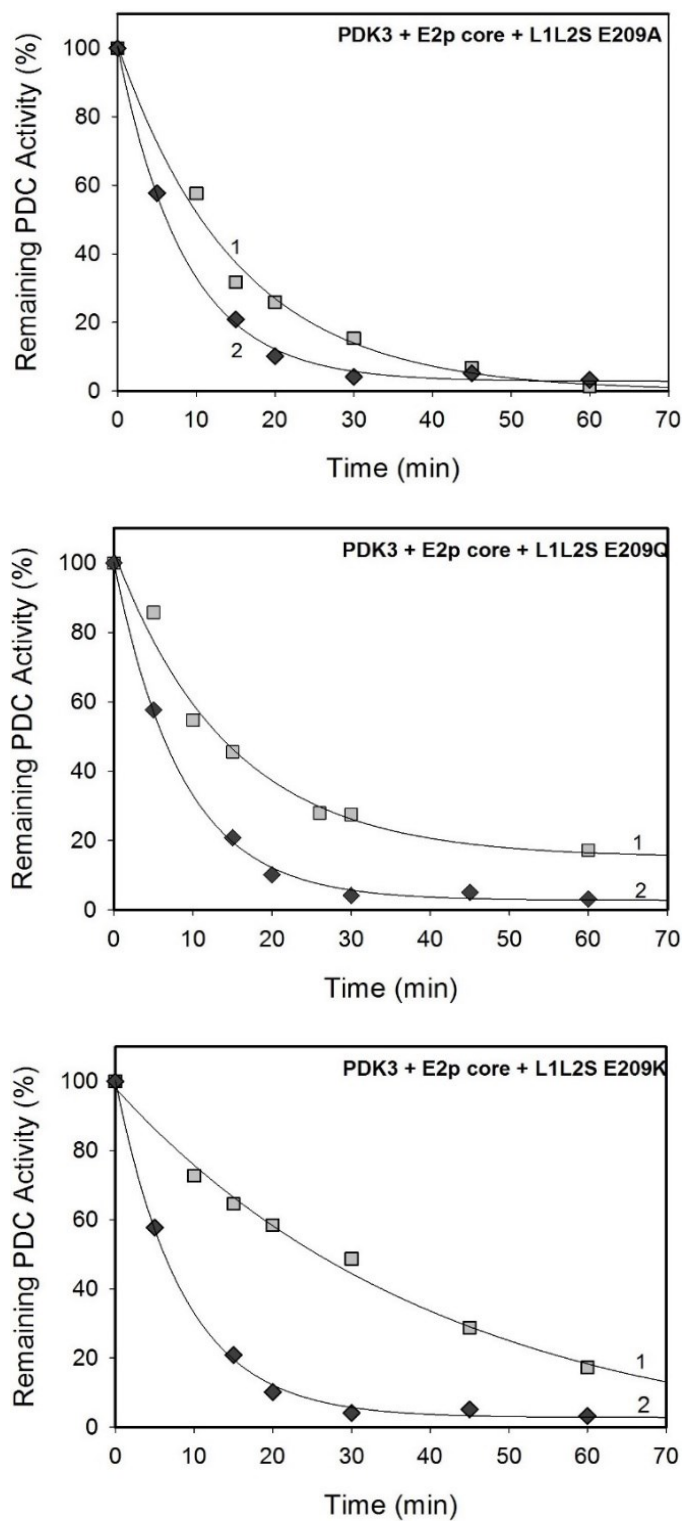 PDK3 + E2p core + L1L2S E209A
Remaining PDC Activity (%)
100
80
60
40
20
0
1
2
0 10 20 30 40 50 60 70
Time (min)
PDK3 + E2p core + L1L2S E209Q
Remaining PDC Activity (%)
100
80
60
40
20
0
1
2
0 10 20 30 40 50 60 70
Time (min)
PDK3 + E2p core + L1L2S E209K
Remaining PDC Activity (%)
100
80
60
40
20
0
1
2
0 10 20 30 40 50 60 70
Time (min)